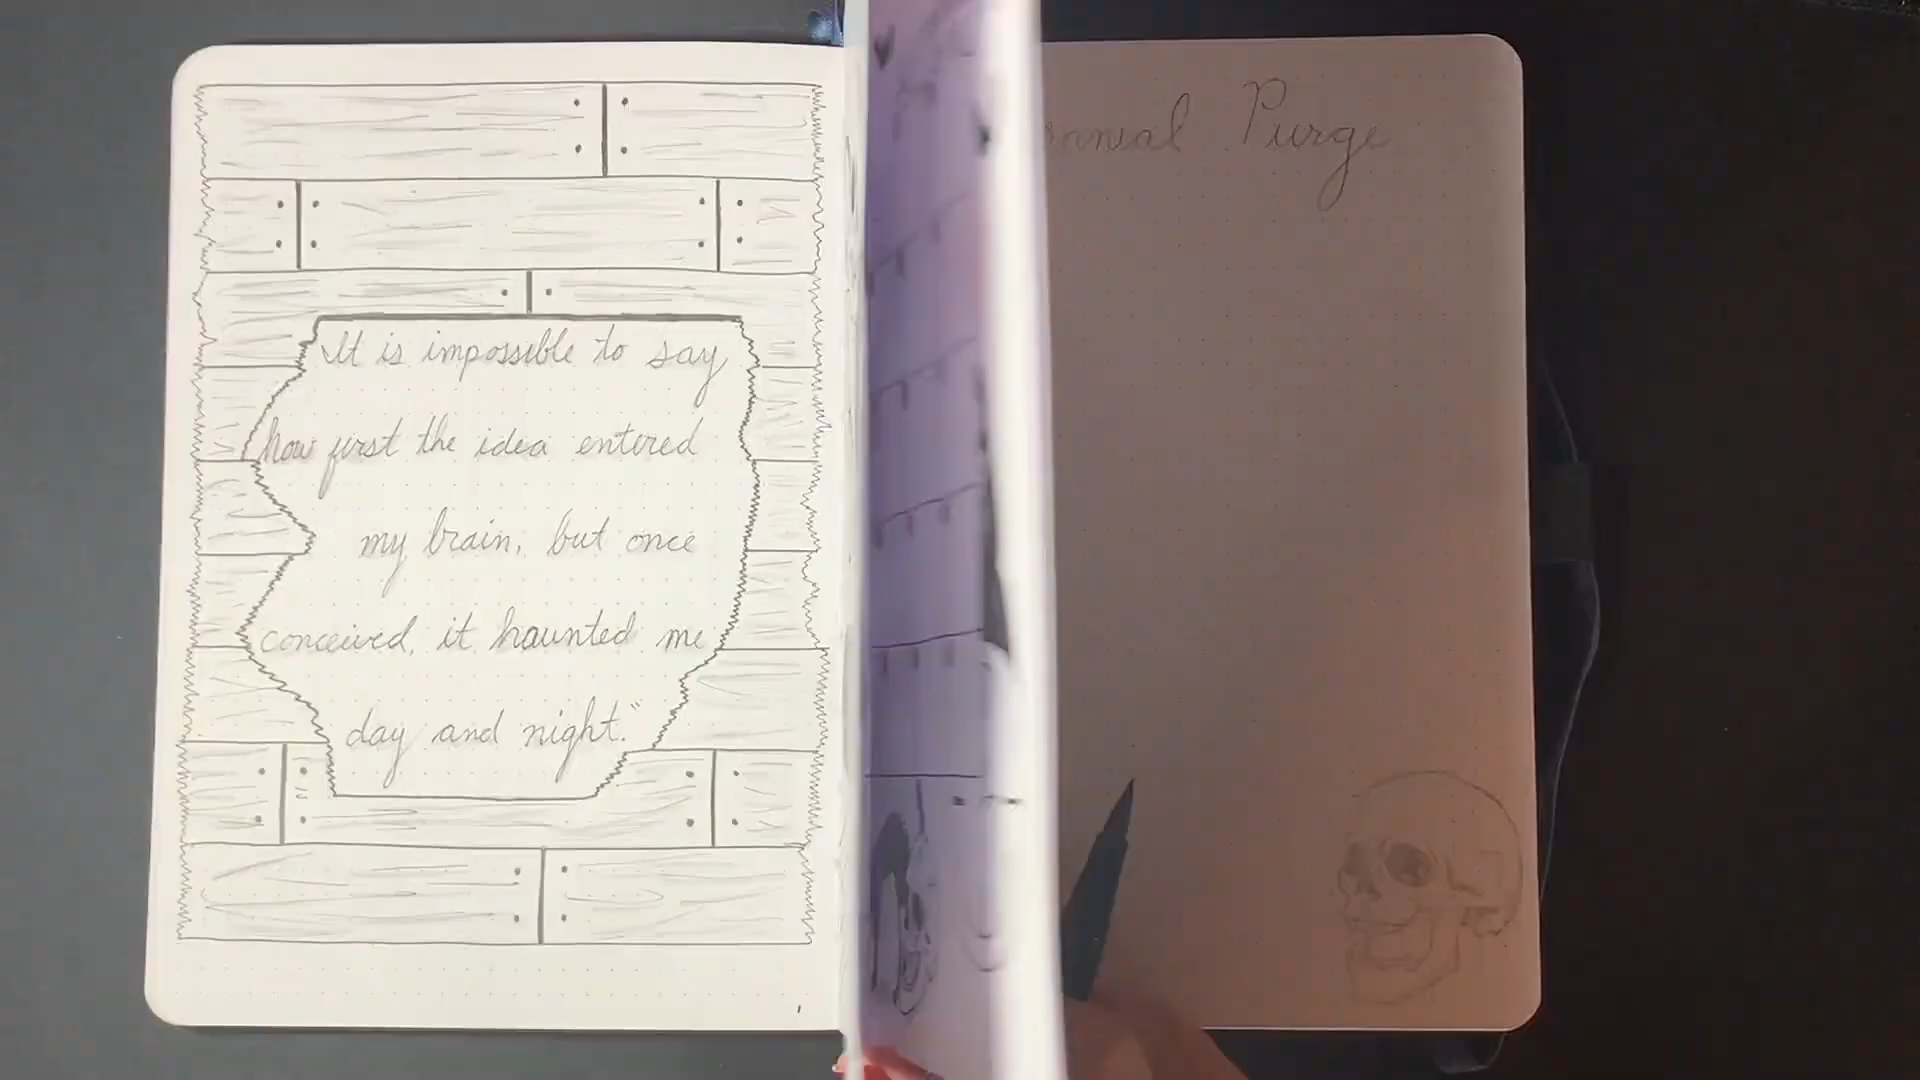 "It is impossible to say
how first the idea entered
my brain, but once
conceived, it haunted me
day and night."
Purge